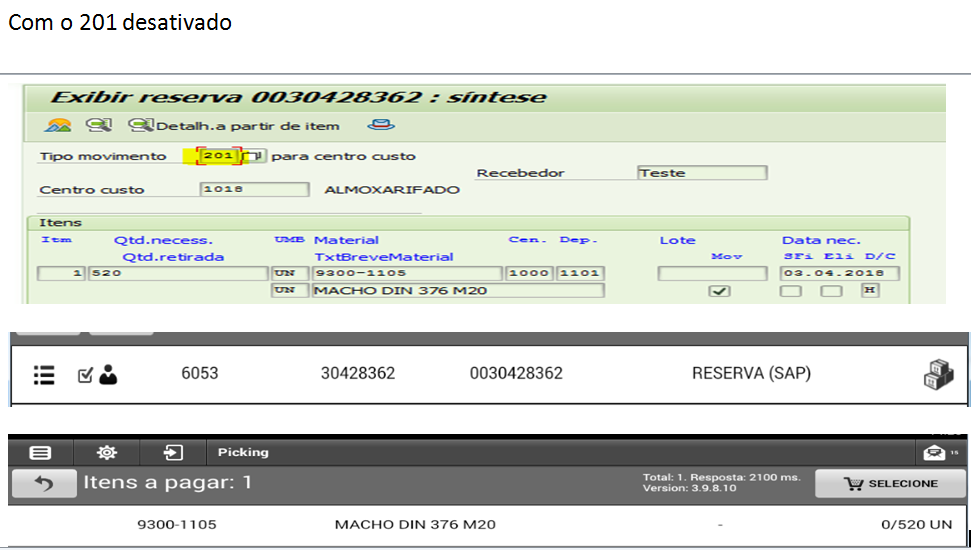 Com o 201 desativado
Exibir reserva 0030428362 : síntese
Detalh.a partir de item
Tipo movimento 201 para centro custo
Recebedor Teste
Centro custo 1018 ALMOXARIFADO
Itens
Itm Qtd.necess. UMB Material Cen. Dep. Lote Data nec.
Qtd.retirada TxtBreveMaterial Mov SFi Eli D/C
1 520 UN 9300-1105 1000 1101 03.04.2018
UN MACHO DIN 376 M20 H
6053 30428362 0030428362 RESERVA (SAP)
Picking 15
Itens a pagar: 1 Total: 1. Resposta: 2100 ms. SELECIONE
Version: 3.9.8.10
9300-1105 MACHO DIN 376 M20 - 0/520 UN